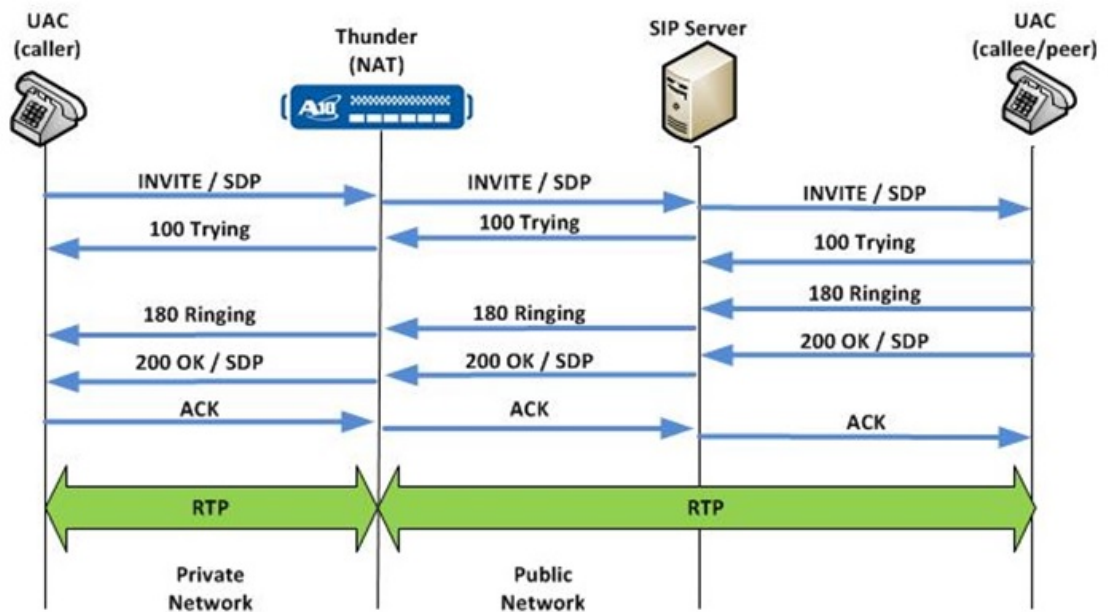 UAC
(caller)
Thunder
(NAT)
SIP Server
UAC
(callee/peer)
A10
INVITE / SDP
INVITE / SDP
INVITE / SDP
100 Trying
100 Trying
100 Trying
180 Ringing
180 Ringing
180 Ringing
200 OK / SDP
200 OK / SDP
200 OK / SDP
ACK
ACK
ACK
RTP
RTP
Private
Network
Public
Network